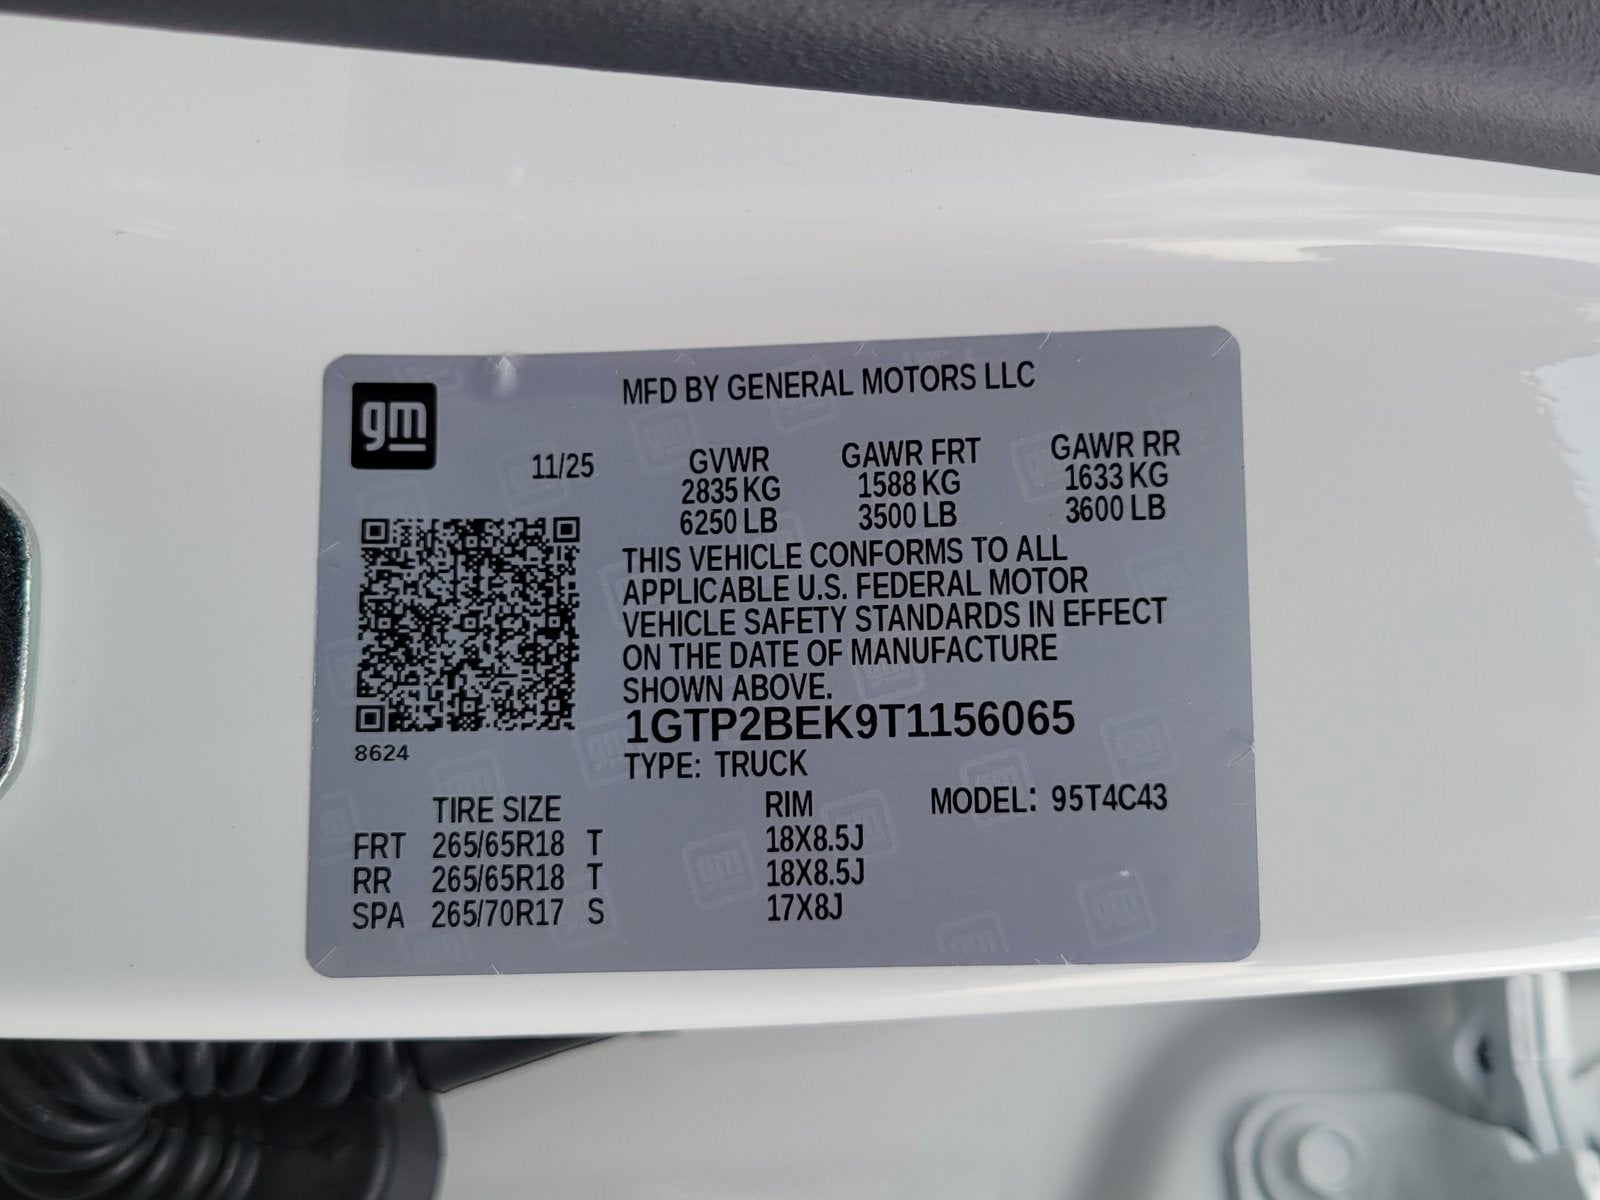 gm
MFD BY GENERAL MOTORS LLC
11/25
GVWR GAWR FRT GAWR RR
2835 KG 1588 KG 1633 KG
6250 LB 3500 LB 3600 LB
THIS VEHICLE CONFORMS TO ALL
APPLICABLE U.S. FEDERAL MOTOR
VEHICLE SAFETY STANDARDS IN EFFECT
ON THE DATE OF MANUFACTURE
SHOWN ABOVE.
1GTP2BEK9T1156065
8624
TYPE: TRUCK
TIRE SIZE RIM MODEL: 95T4C43
FRT 265/65R18 T 18X8.5J
RR 265/65R18 T 18X8.5J
SPA 265/70R17 S 17X8J